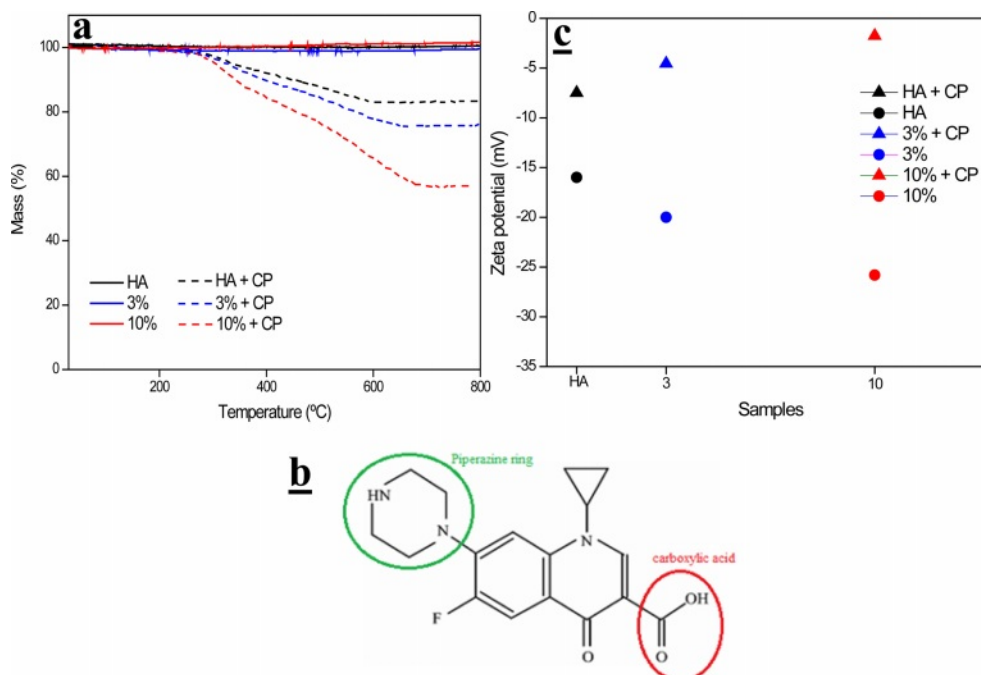 a
Mass (%)
100
80
60
40
20
0
HA
3%
10%
HA + CP
3% + CP
10% + CP
200
400
600
800
Temperature (ºC)
c
Zeta potential (mV)
0
-5
-10
-15
-20
-25
-30
-35
HA + CP
HA
3% + CP
3%
10% + CP
10%
HA
3
10
Samples
b
Piperazine ring
HN
N
N
F
O
carboxylic acid
OH
O